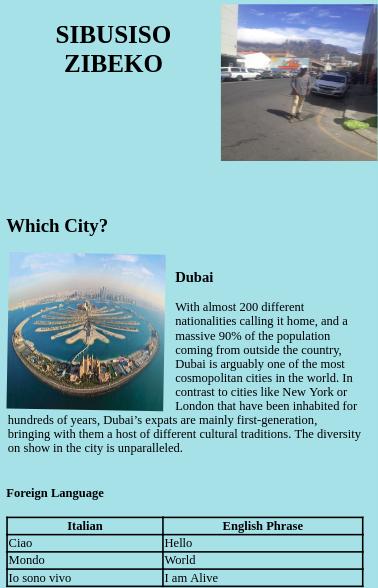 SIBUSISO
ZIBEKO
Which City?
Dubai
With almost 200 different
nationalities calling it home, and a
massive 90% of the population
coming from outside the country,
Dubai is arguably one of the most
cosmopolitan cities in the world. In
contrast to cities like New York or
London that have been inhabited for
hundreds of years, Dubai’s expats are mainly first-generation,
bringing with them a host of different cultural traditions. The diversity
on show in the city is unparalleled.
Foreign Language
Italian English Phrase
Ciao Hello
Mondo World
Io sono vivo I am Alive